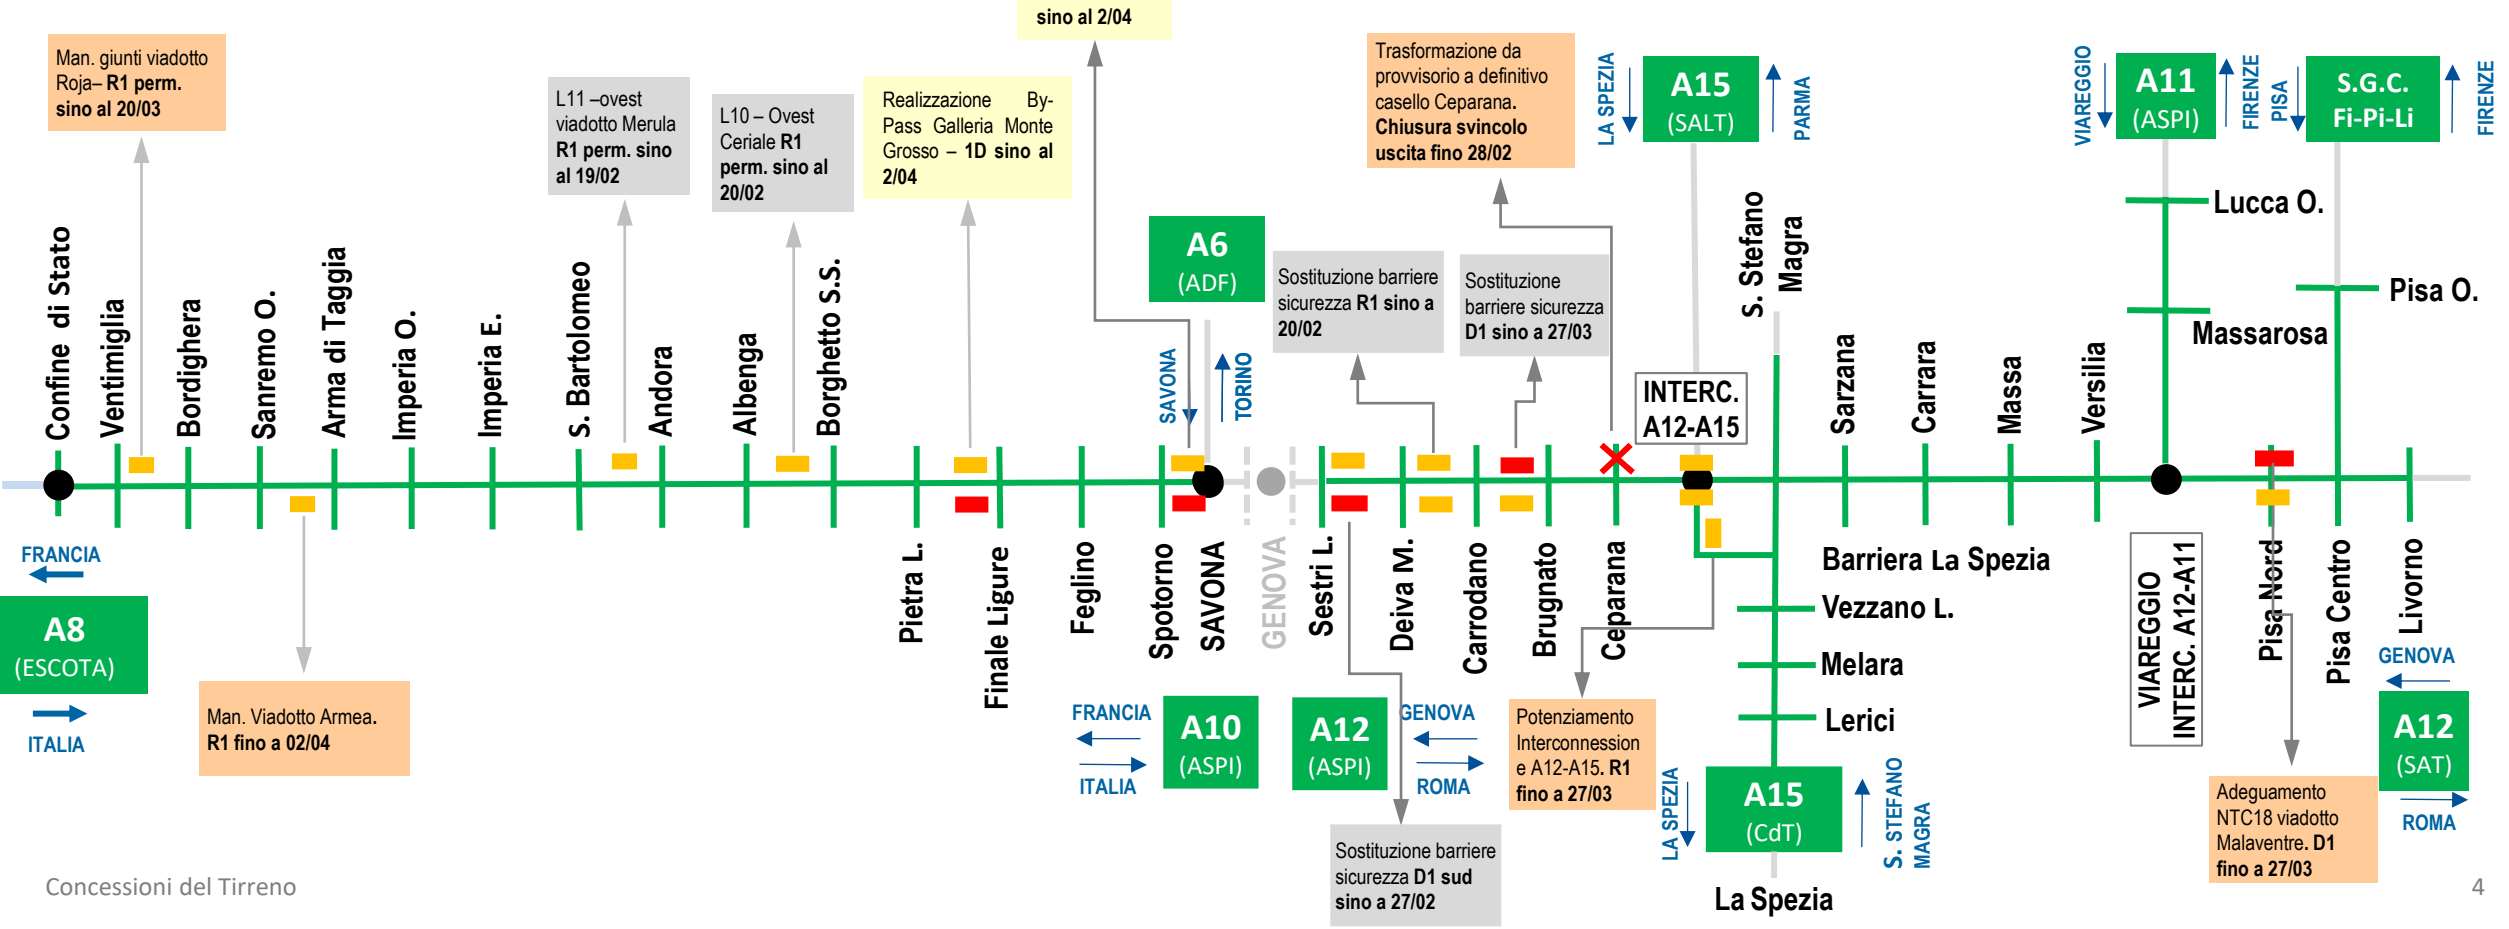 sino al 2/04
Man. giunti viadotto
Roja– R1 perm.
sino al 20/03
L11 –ovest
viadotto Merula
R1 perm. sino
al 19/02
L10 – Ovest
Ceriale R1
perm. sino al
20/02
Realizzazione By-
Pass Galleria Monte
Grosso – 1D sino al
2/04
Trasformazione da
provvisorio a definitivo
casello Ceparana.
Chiusura svincolo
uscita fino 28/02
LA SPEZIA
A15
(SALT)
PARMA
VIAREGGIO
A11
(ASPI)
FIRENZE
PISA
S.G.C.
Fi-Pi-Li
FIRENZE
A6
(ADF)
SAVONA
TORINO
Sostituzione barriere
sicurezza R1 sino a
20/02
Sostituzione
barriere sicurezza
D1 sino a 27/03
INTERC.
A12-A15
S. Stefano
Magra
Lucca O.
Massarosa
Pisa O.
Confine di Stato
Ventimiglia
Bordighera
Sanremo O.
Arma di Taggia
Imperia O.
Imperia E.
S. Bartolomeo
Andora
Albenga
Borghetto S.S.
Sarzana
Carrara
Massa
Versilia
Pietra L.
Finale Ligure
Feglino
Spotorno
SAVONA
GENOVA
Sestri L.
Deiva M.
Carrodano
Brugnato
Ceparana
Barriera La Spezia
Vezzano L.
Melara
Lerici
VIAREGGIO
INTERC. A12-A11
Pisa Nord
Pisa Centro
Livorno
FRANCIA
A8
(ESCOTA)
ITALIA
Man. Viadotto Armea.
R1 fino a 02/04
FRANCIA
ITALIA
A10
(ASPI)
A12
(ASPI)
GENOVA
ROMA
Potenziamento
Interconnession
e A12-A15. R1
fino a 27/03
LA SPEZIA
A15
(CdT)
S. STEFANO
MAGRA
La Spezia
GENOVA
A12
(SAT)
ROMA
Adeguamento
NTC18 viadotto
Malaventre. D1
fino a 27/03
Sostituzione barriere
sicurezza D1 sud
sino a 27/02
Concessioni del Tirreno
4